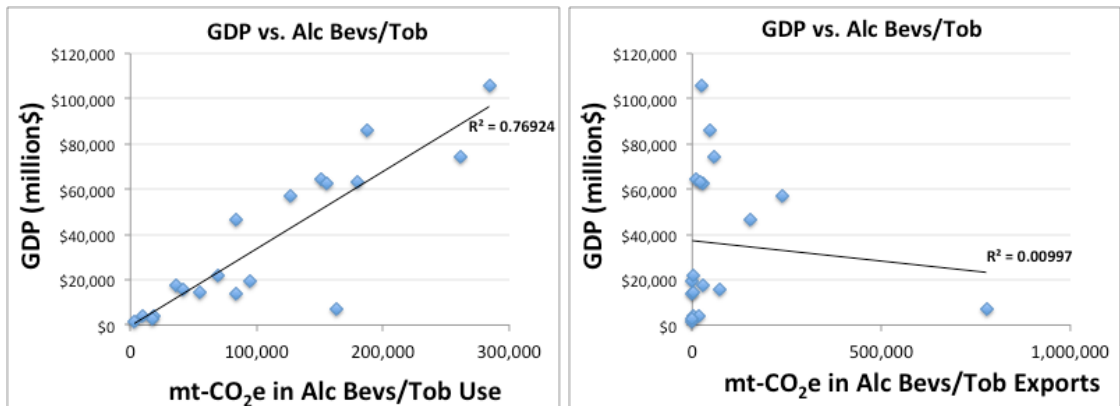 GDP vs. Alc Bevs/Tob
$120,000
$100,000
$80,000
$60,000
$40,000
$20,000
$0
GDP (million$)
R² = 0.76924
0 100,000 200,000 300,000
mt-CO₂e in Alc Bevs/Tob Use
GDP vs. Alc Bevs/Tob
$120,000
$100,000
$80,000
$60,000
$40,000
$20,000
$0
GDP (million$)
R² = 0.00997
0 500,000 1,000,000
mt-CO₂e in Alc Bevs/Tob Exports